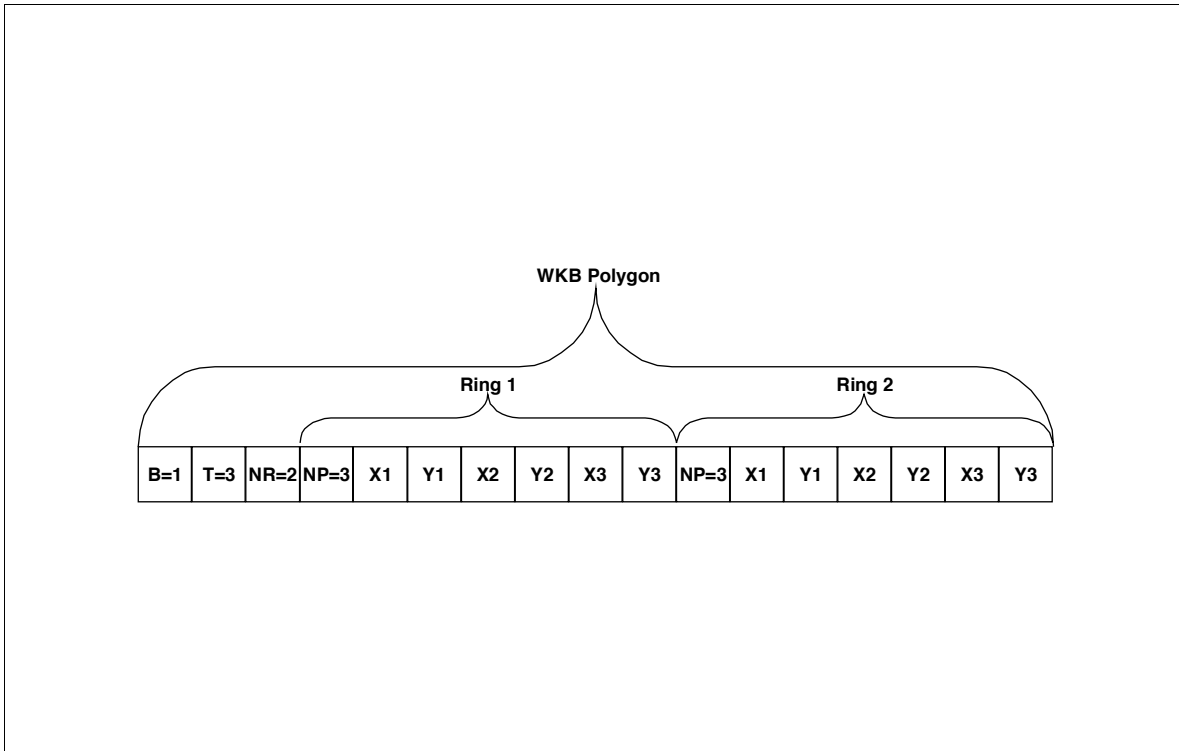 WKB Polygon
Ring 1 Ring 2
B=1 T=3 NR=2 NP=3 X1 Y1 X2 Y2 X3 Y3 NP=3 X1 Y1 X2 Y2 X3 Y3